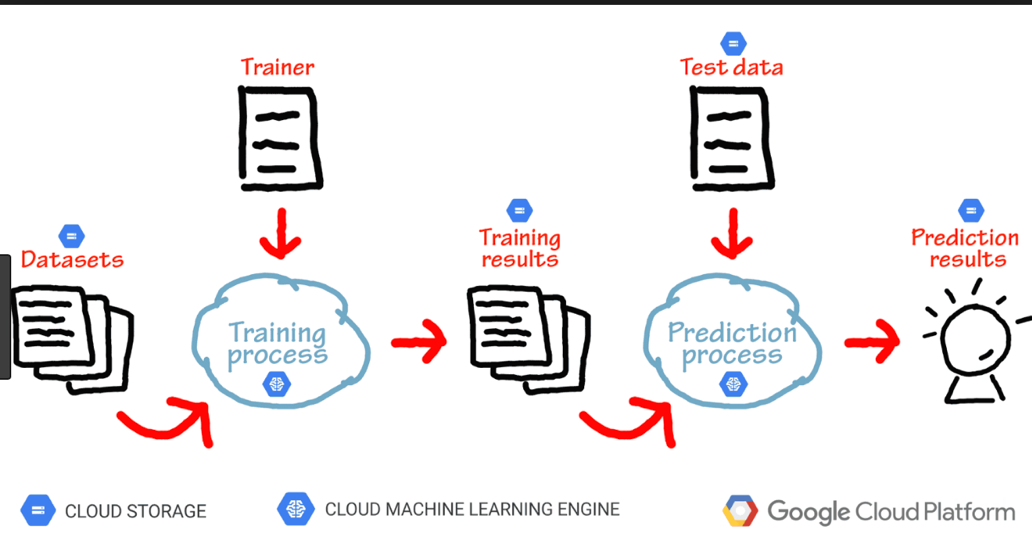 Trainer
Test data
Datasets
Training
results
Prediction
results
Training
process
Prediction
process
CLOUD STORAGE
CLOUD MACHINE LEARNING ENGINE
Google Cloud Platform